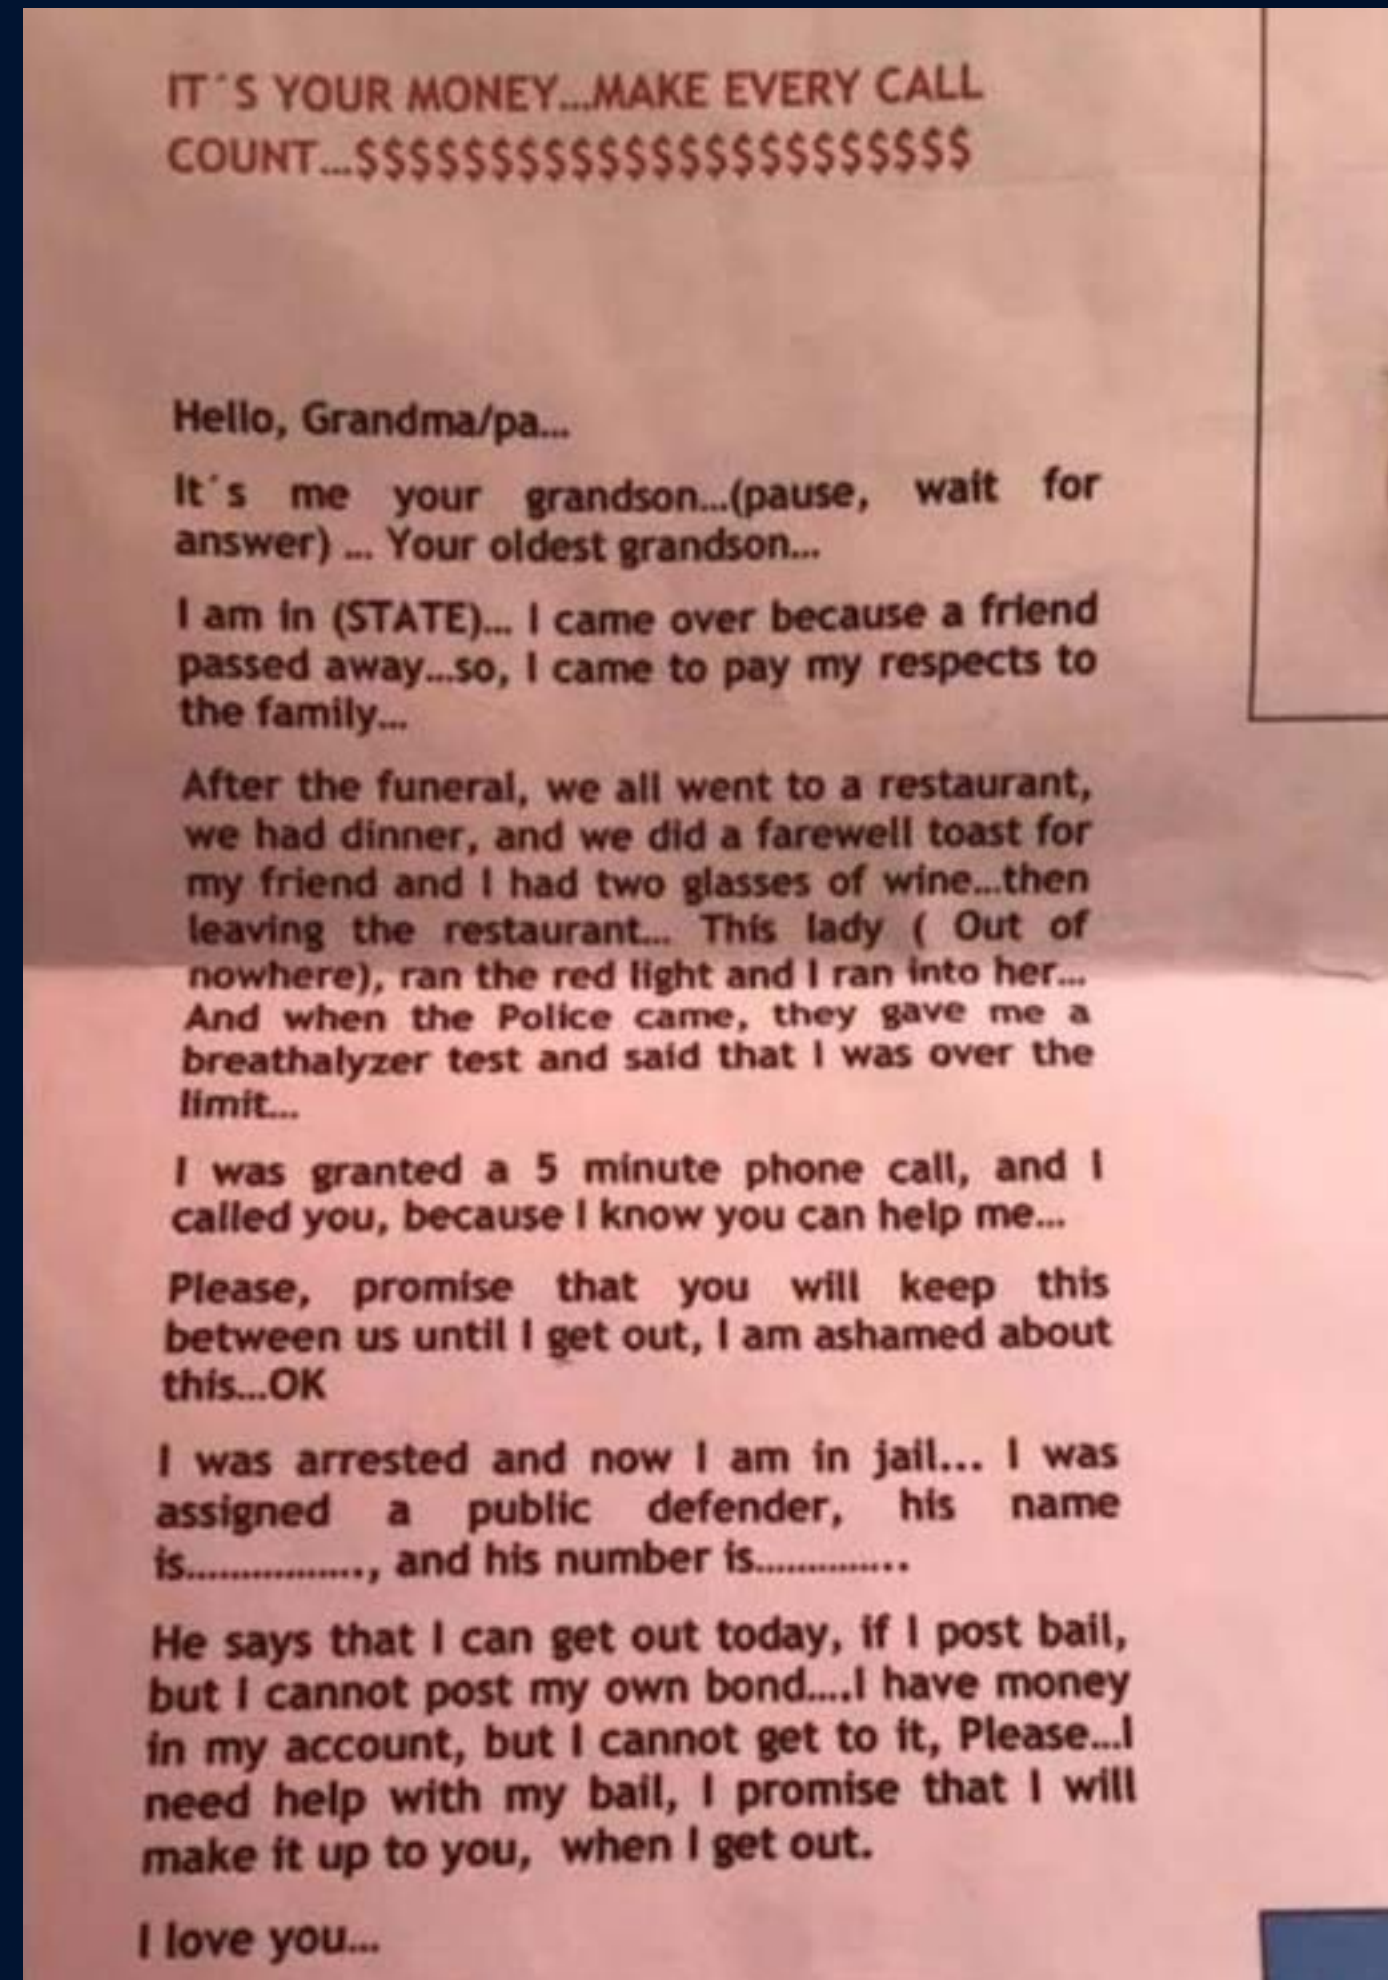 IT´S YOUR MONEY...MAKE EVERY CALL
COUNT...$$$$$$$$$$$$$$$$$$$$$$$
Hello, Grandma/pa...
It´s me your grandson...(pause, wait for
answer) ... Your oldest grandson...
I am in (STATE)... I came over because a friend
passed away...so, I came to pay my respects to
the family...
After the funeral, we all went to a restaurant,
we had dinner, and we did a farewell toast for
my friend and I had two glasses of wine...then
leaving the restaurant... This lady ( Out of
nowhere), ran the red light and I ran into her...
And when the Police came, they gave me a
breathalyzer test and said that I was over the
limit...
I was granted a 5 minute phone call, and I
called you, because I know you can help me...
Please, promise that you will keep this
between us until I get out, I am ashamed about
this...OK
I was arrested and now I am in jail... I was
assigned a public defender, his name
is................, and his number is..............
He says that I can get out today, if I post bail,
but I cannot post my own bond....I have money
in my account, but I cannot get to it, Please...I
need help with my bail, I promise that I will
make it up to you, when I get out.
I love you...